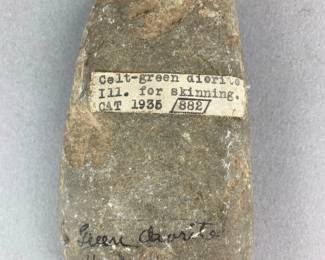 Celt-green diorite
Ill. for skinning.
CAT 1935 /882/
Green diorite